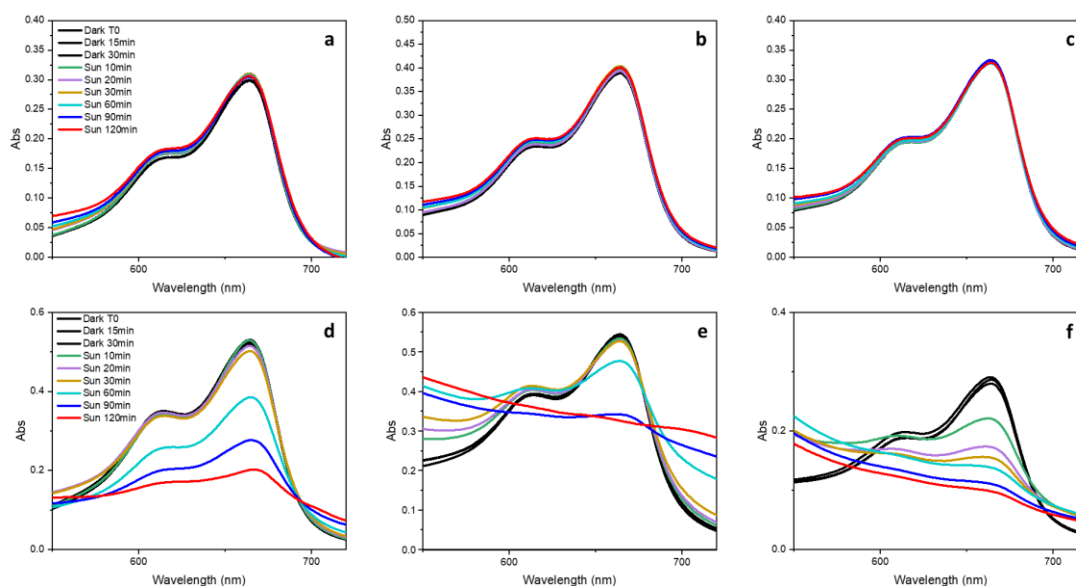 a
0.40
0.35
0.30
0.25
0.20
0.15
0.10
0.05
0.00
Abs
Dark T0
Dark 15min
Dark 30min
Sun 10min
Sun 20min
Sun 30min
Sun 60min
Sun 90min
Sun 120min
600
700
Wavelength (nm)
b
0.50
0.45
0.40
0.35
0.30
0.25
0.20
0.15
0.10
0.05
0.00
Abs
600
700
Wavelength (nm)
c
0.40
0.35
0.30
0.25
0.20
0.15
0.10
0.05
0.00
Abs
600
700
Wavelength (nm)
d
0.6
0.4
0.2
0.0
Abs
Dark T0
Dark 15min
Dark 30min
Sun 10min
Sun 20min
Sun 30min
Sun 60min
Sun 90min
Sun 120min
600
700
Wavelength (nm)
e
0.6
0.5
0.4
0.3
0.2
0.1
0.0
Abs
600
700
Wavelength (nm)
f
0.4
0.2
0.0
Abs
600
700
Wavelength (nm)